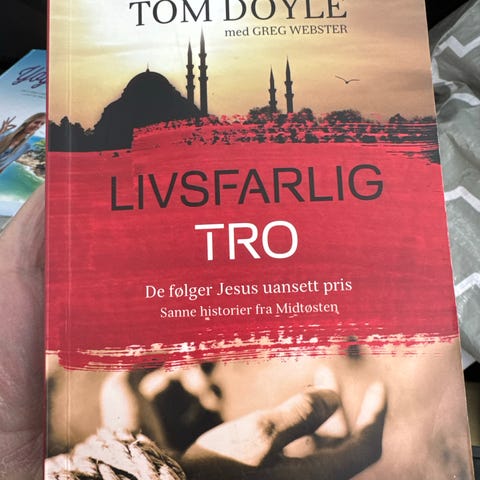 TOM DOYLE
med GREG WEBSTER
LIVSFARLIG
TRO
De følger Jesus uansett pris
Sanne historier fra Midtøsten